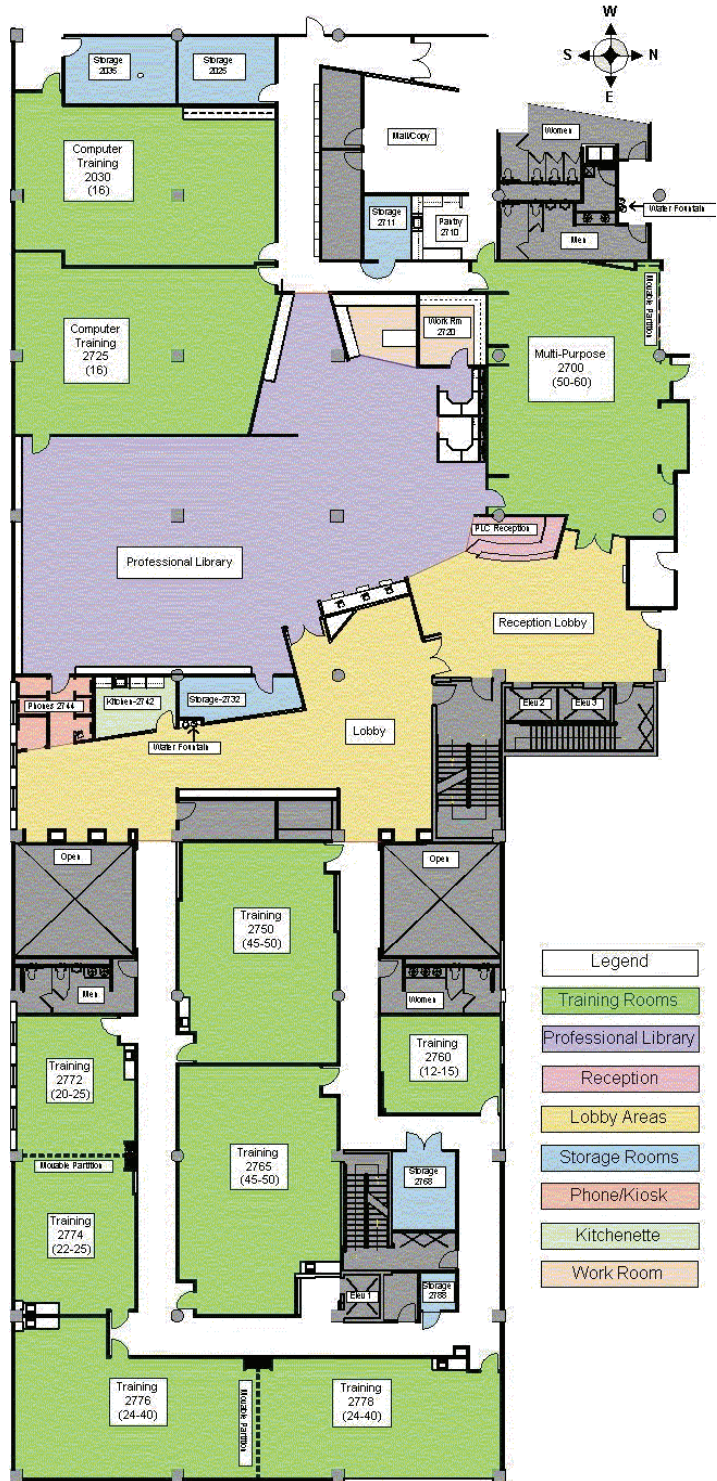 W
S
N
E
Storage
2035
Storage
2025
Women
Mail/Copy
Computer
Training
2030
(16)
Storage
2711
Pantry
2710
Water Fountain
Men
Movable Partition
Computer
Training
2725
(16)
Work Rm
2720
Multi-Purpose
2700
(50-60)
PLC Reception
Professional Library
Reception Lobby
Phones 2744
Kitchen-2742
Storage-2732
Elev 2
Elev 3
Water Fountain
Lobby
Open
Open
Training
2750
(45-50)
Men
Women
Training
2772
(20-25)
Training
2760
(12-15)
Movable Partition
Training
2765
(45-50)
Storage
2768
Training
2774
(22-25)
Elev 1
Storage
2788
Training
2776
(24-40)
Movable Partition
Training
2778
(24-40)
Legend
Training Rooms
Professional Library
Reception
Lobby Areas
Storage Rooms
Phone/Kiosk
Kitchenette
Work Room